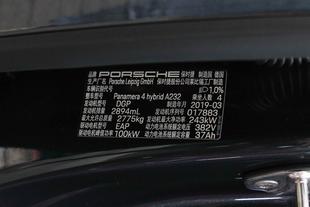 品牌 PORSCHE 保时捷 制造国 德国
Porsche Leipzig GmbH 保时捷股份公司莱比锡工厂
车辆识别代号 1,0%
整车型号 Panamera 4 hybrid A232 乘坐人数 4
发动机型号 DGP 制造年月 2019-03
发动机排量 2894mL 发动机号 017883
最大允许总质量 2775kg 发动机最大净功率 243kW
驱动电机型号 EAP 动力电池系统额定电压 382V
驱动电机峰值功率 100kW 动力电池系统额定容量 37Ah